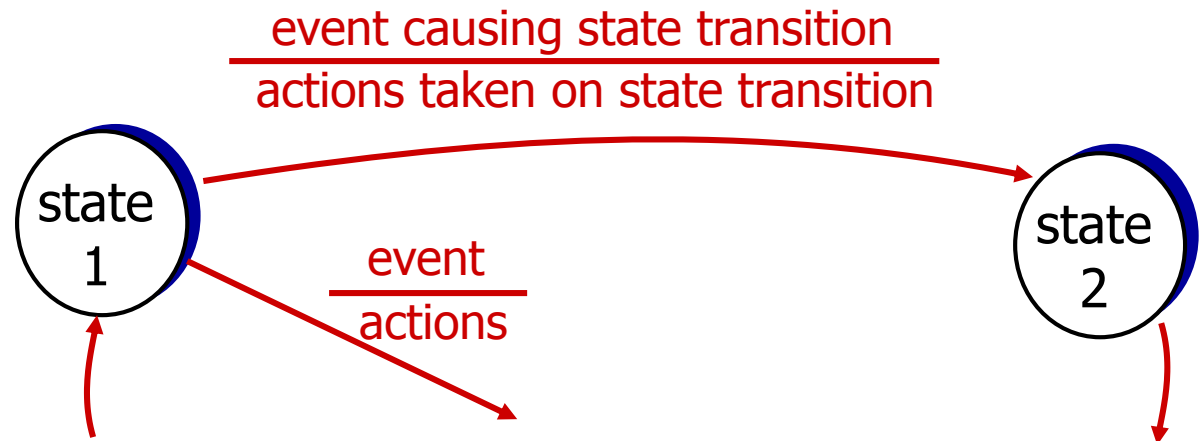 event causing state transition
actions taken on state transition
state
1
event
actions
state
2